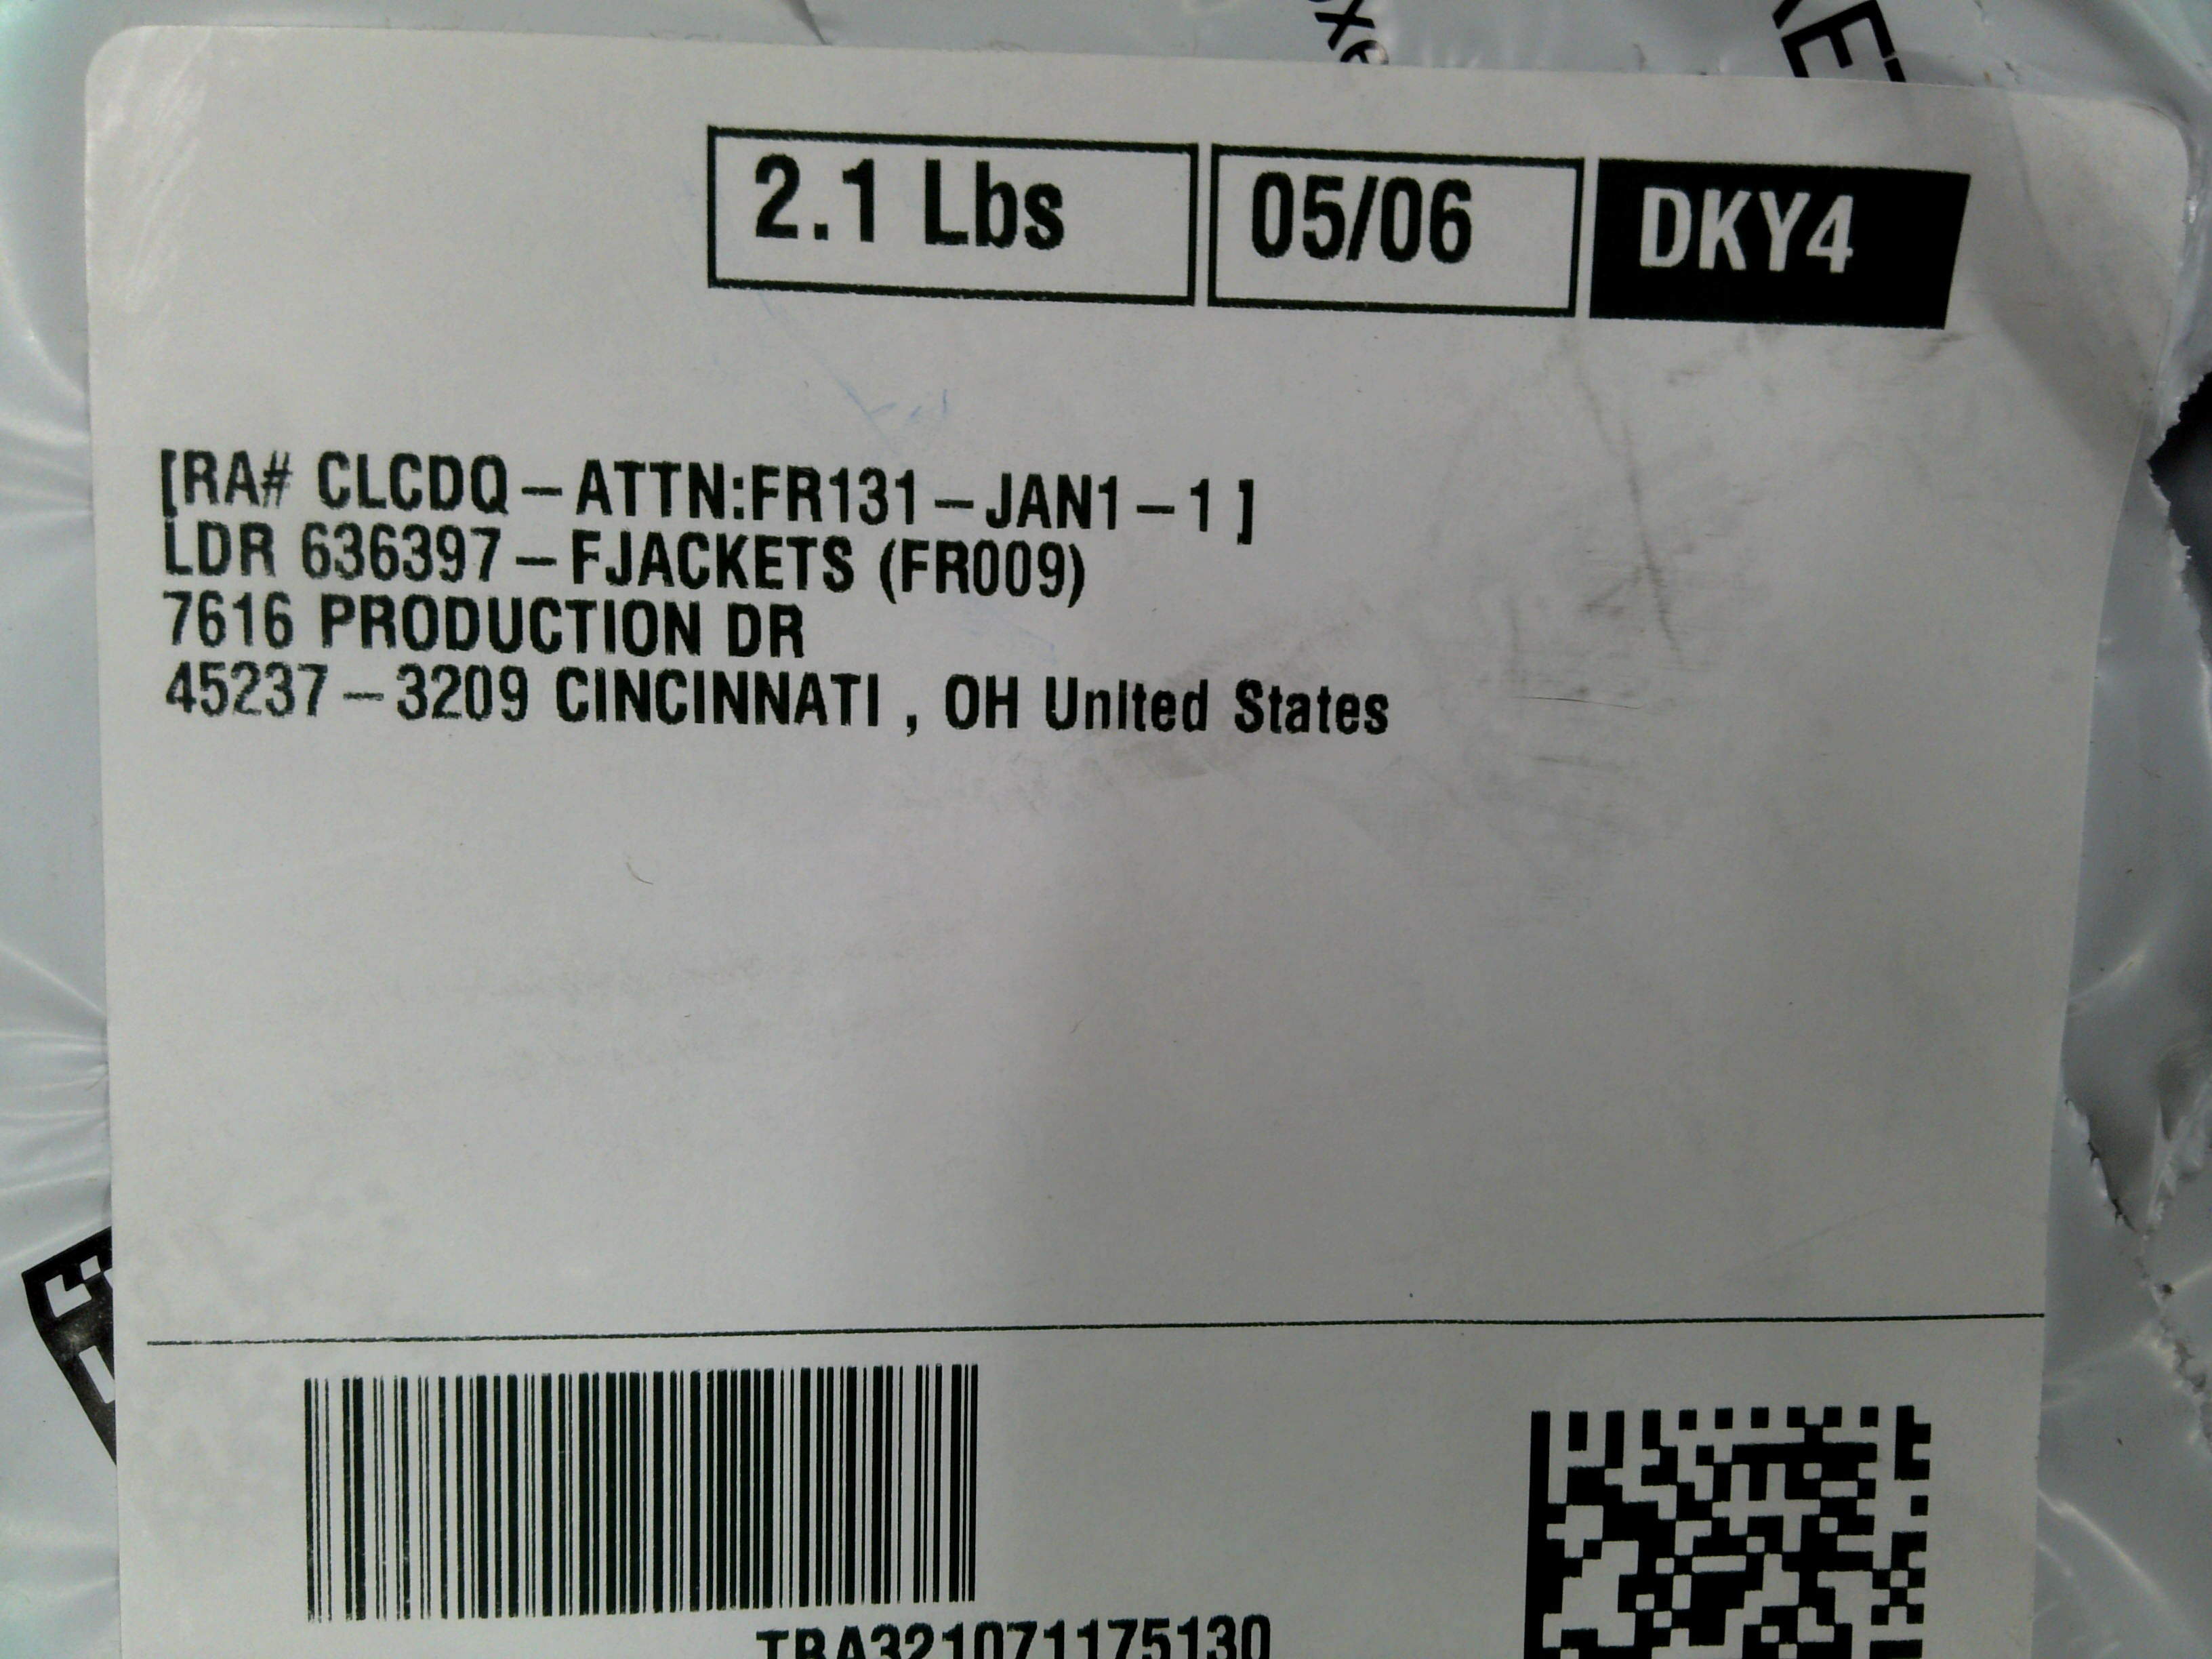 2.1 Lbs 05/06 DKY4
[RA# CLCDQ-ATTN:FR131-JAN1-1 ]
LDR 636397-FJACKETS (FR009)
7616 PRODUCTION DR
45237-3209 CINCINNATI , OH United States
TBA321071175130